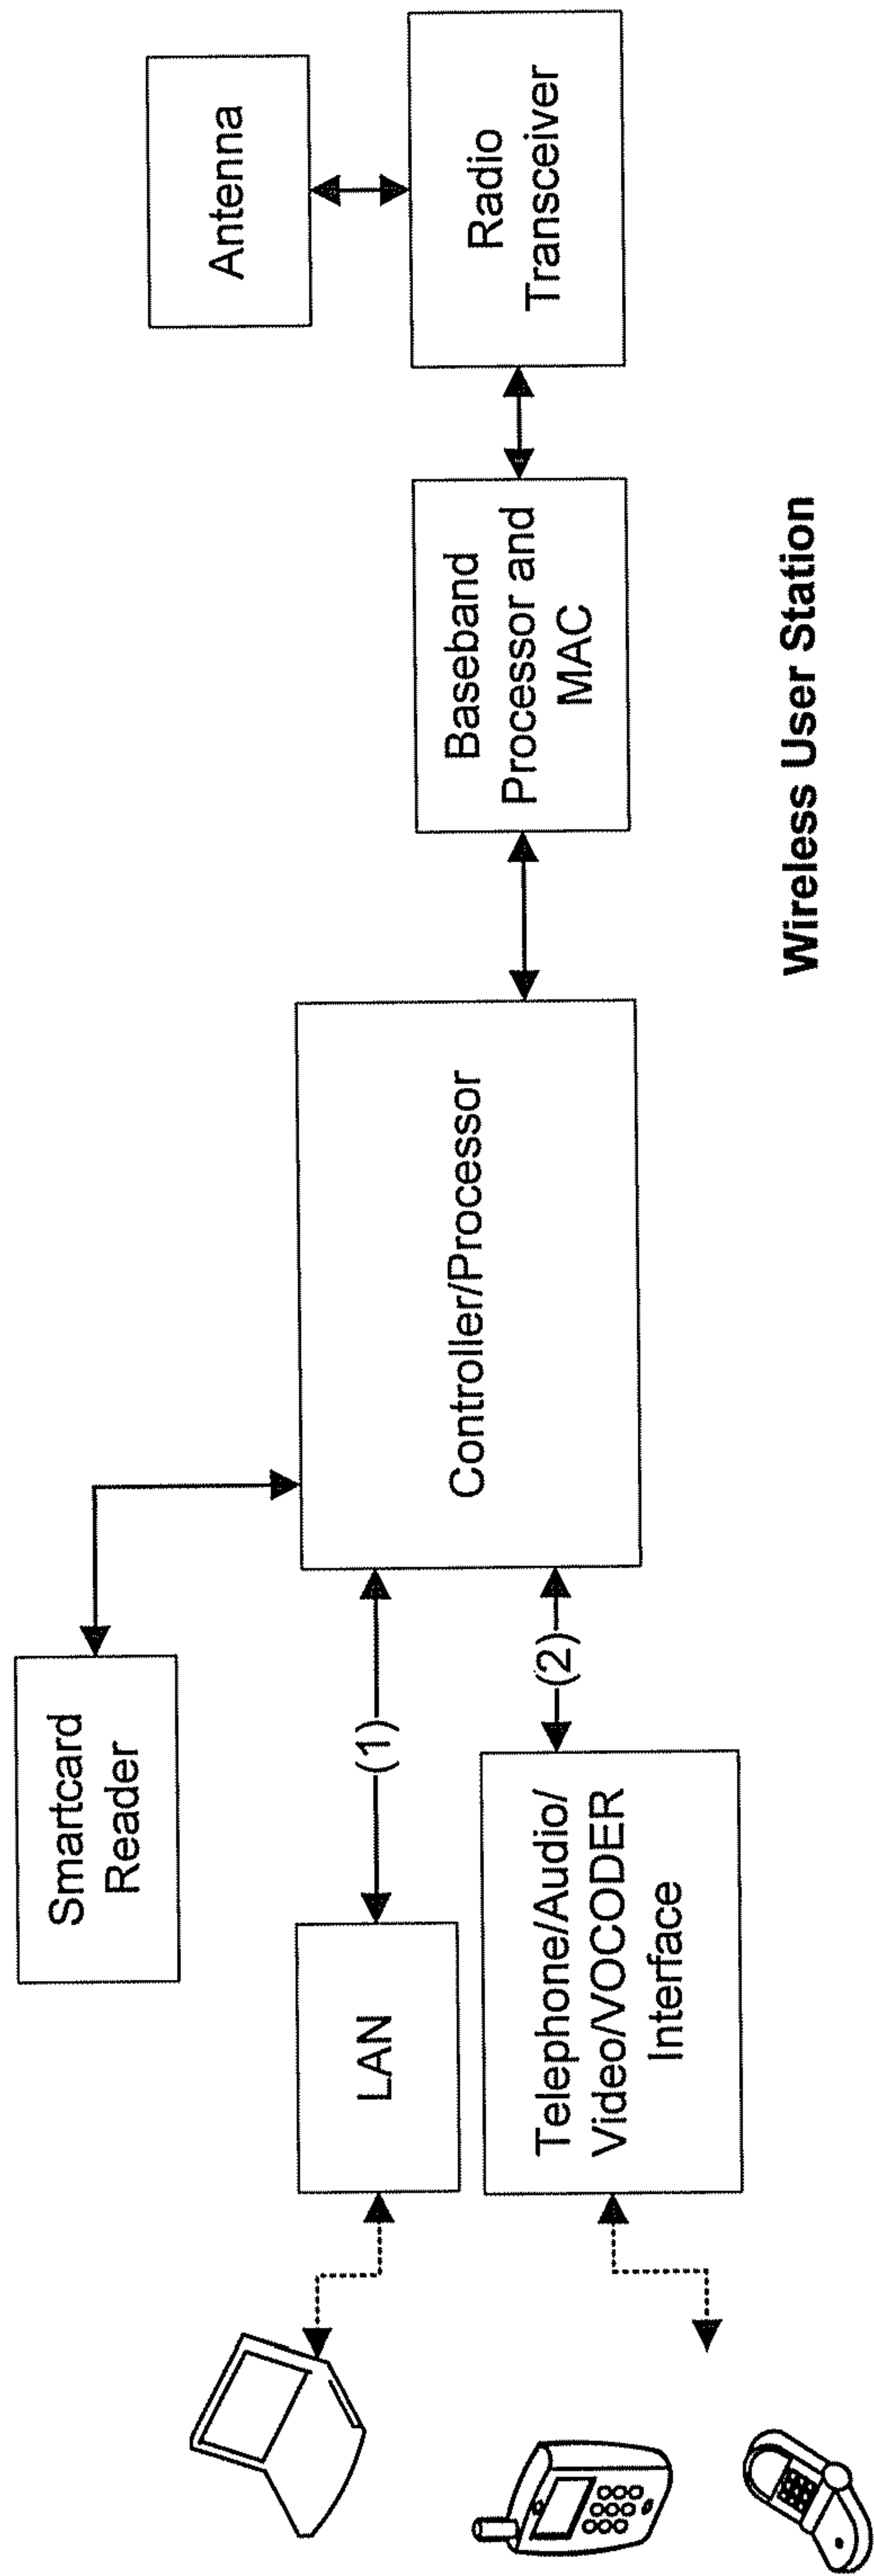 Smartcard
Reader
LAN
(1)
Telephone/Audio/
Video/VOCODER
Interface
(2)
Controller/Processor
Baseband
Processor and
MAC
Antenna
Radio
Transceiver
Wireless User Station